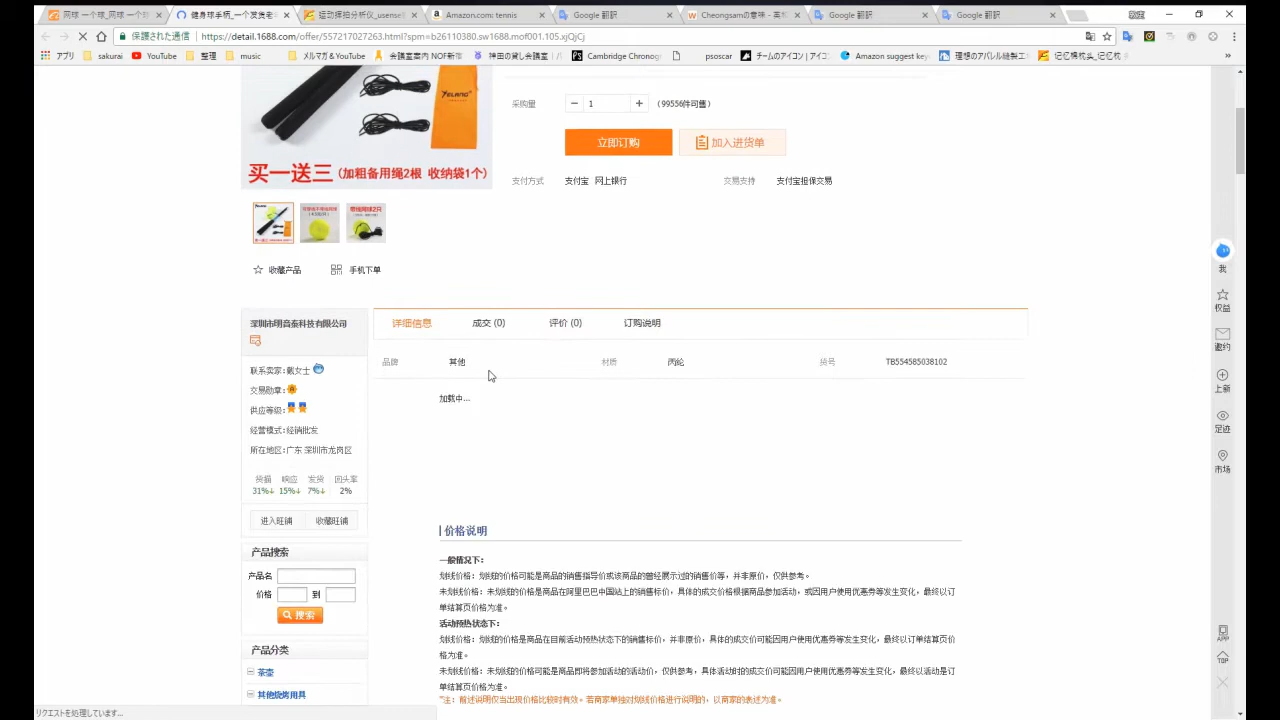 网球 一个球_网球 一个球
健身球手柄_一个发货老
运动挥拍分析仪_usense
Amazon.com: tennis
Google 翻訳
Cheongsamの意味 - 英和
Google 翻訳
Google 翻訳
保護された通信 | https://detail.1688.com/offer/557217027263.html?spm=b26110380.sw1688.mof001.105.xjQjCj
アプリ sakurai YouTube 整理 music メルマガ＆YouTube 会議室案内 NOF新宿 神田の貸し会議室 Cambridge Chronog psoscar チームのアイコン | アイコ Amazon suggest key 理想のアパレル縫製工 记忆棉枕头_记忆枕 »
YELANG
买一送三 (加粗备用绳2根 收纳袋1个)
采购量 − 1 + （99556件可售）
立即订购 加入进货单
支付方式 支付宝 网上银行 交易支持 支付宝担保交易
收藏产品 手机下单
深圳市明音泰科技有限公司
联系卖家: 戴女士
交易勋章:
供应等级:
经营模式: 经销批发
所在地区: 广东 深圳市龙岗区
货描 响应 发货 回头率
31%↓ 15%↓ 7%↓ 2%
进入旺铺 收藏旺铺
产品搜索
产品名
价格 到
搜索
产品分类
茶壶
其他烧烤用具
详细信息 成交 (0) 评价 (0) 订购说明
品牌 其他 材质 丙纶 货号 TB554585038102
加载中...
价格说明
一般情况下:
划线价格：划线的价格可能是商品的销售指导价或该商品的曾经展示过的销售价等，并非原价，仅供参考。
未划线价格：未划线的价格是商品在阿里巴巴中国站上的销售标价，具体的成交价格根据商品参加活动，或因用户使用优惠券等发生变化，最终以订
单结算页价格为准。
活动预热状态下:
划线价格：划线的价格是商品在目前活动预热状态下的销售标价，并非原价，具体的成交价可能因用户使用优惠券等发生变化，最终以订单结算页价
格为准。
未划线价格：未划线的价格可能是商品即将参加活动的活动价，仅供参考，具体活动时的成交价可能因用户使用优惠券等发生变化，最终以活动是订
单结算页价格为准。
*注：前述说明仅当出现价格比较时有效。若商家单独对划线价格进行说明的，以商家的表述为准。
我
权益
邀约
上新
足迹
市场
APP
TOP
リクエストを処理しています...